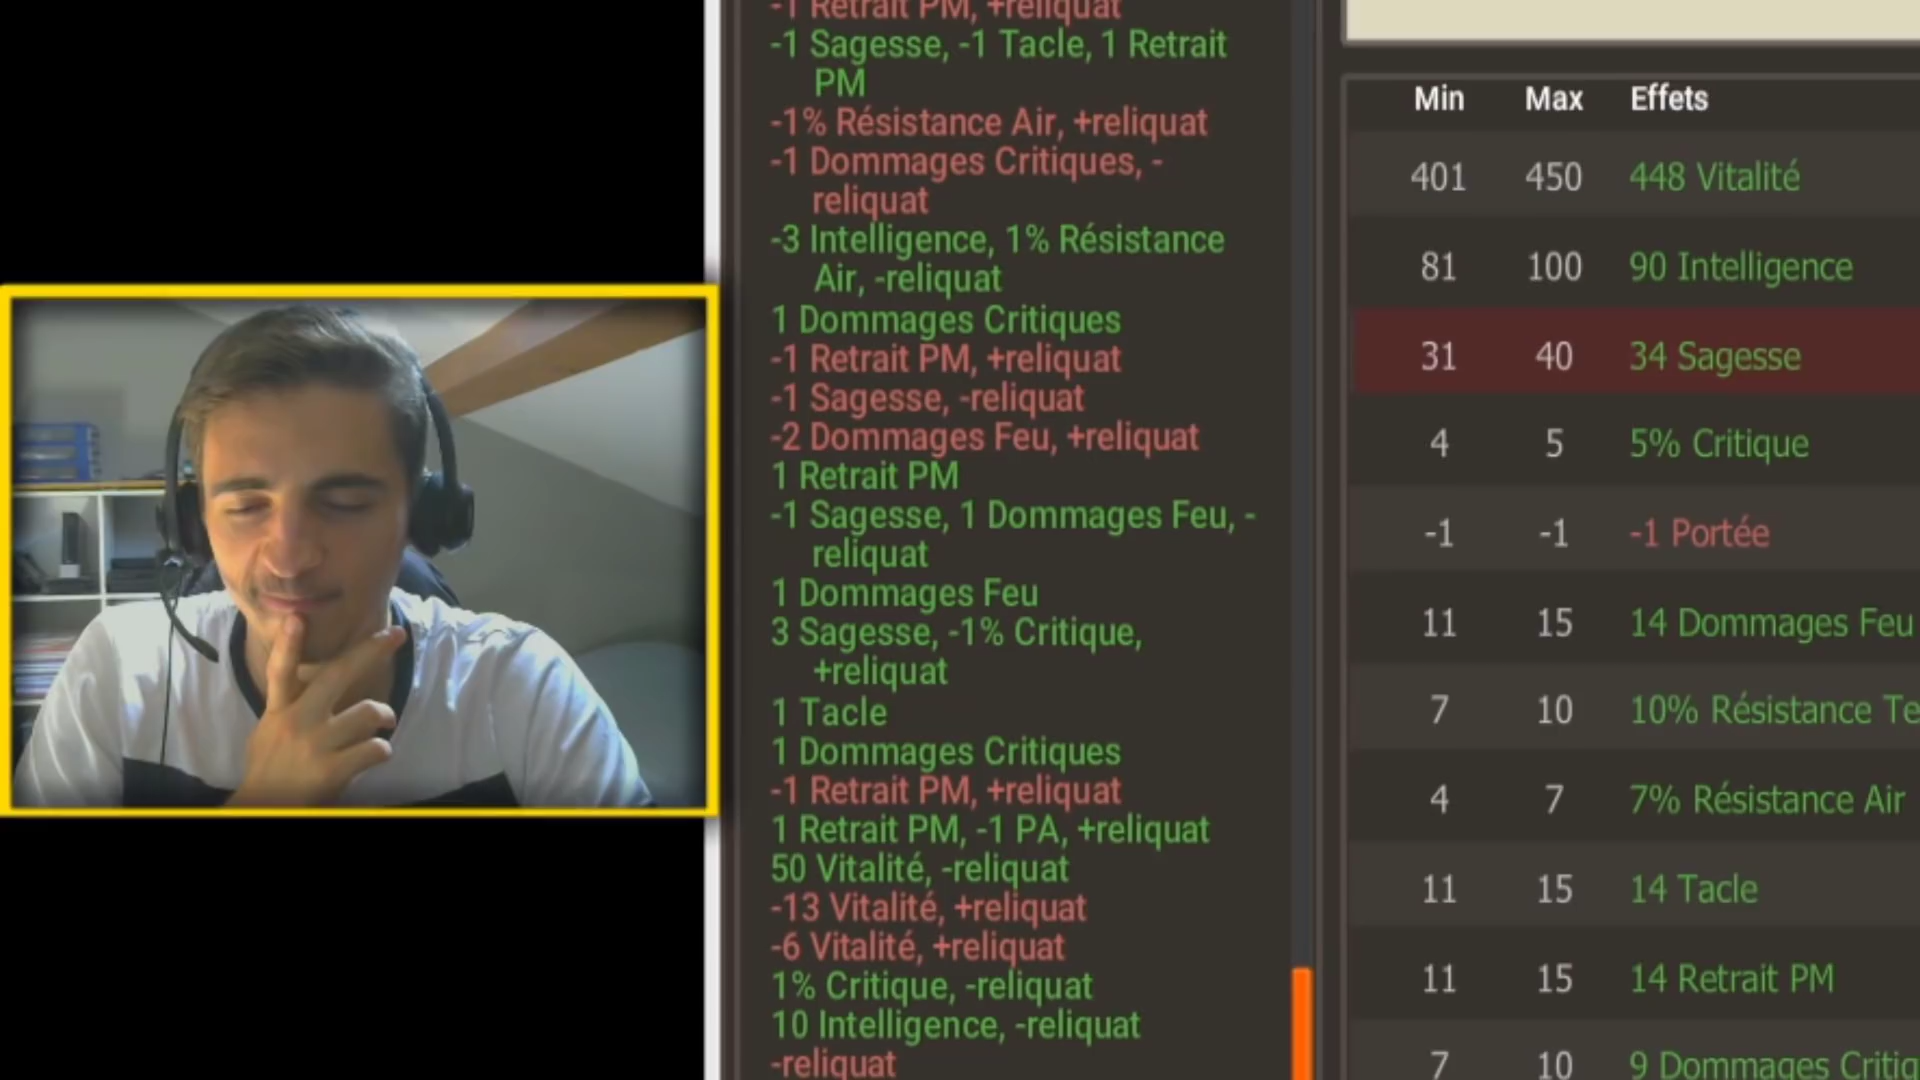 -1 Retrait PM, +reliquat
-1 Sagesse, -1 Tacle, 1 Retrait
PM
-1% Résistance Air, +reliquat
-1 Dommages Critiques, -
reliquat
-3 Intelligence, 1% Résistance
Air, -reliquat
1 Dommages Critiques
-1 Retrait PM, +reliquat
-1 Sagesse, -reliquat
-2 Dommages Feu, +reliquat
1 Retrait PM
-1 Sagesse, 1 Dommages Feu, -
reliquat
1 Dommages Feu
3 Sagesse, -1% Critique,
+reliquat
1 Tacle
1 Dommages Critiques
-1 Retrait PM, +reliquat
1 Retrait PM, -1 PA, +reliquat
50 Vitalité, -reliquat
-13 Vitalité, +reliquat
-6 Vitalité, +reliquat
1% Critique, -reliquat
10 Intelligence, -reliquat
-reliquat
Min Max Effets
401 450 448 Vitalité
81 100 90 Intelligence
31 40 34 Sagesse
4 5 5% Critique
-1 -1 -1 Portée
11 15 14 Dommages Feu
7 10 10% Résistance Te
4 7 7% Résistance Air
11 15 14 Tacle
11 15 14 Retrait PM
7 10 9 Dommages Critiq